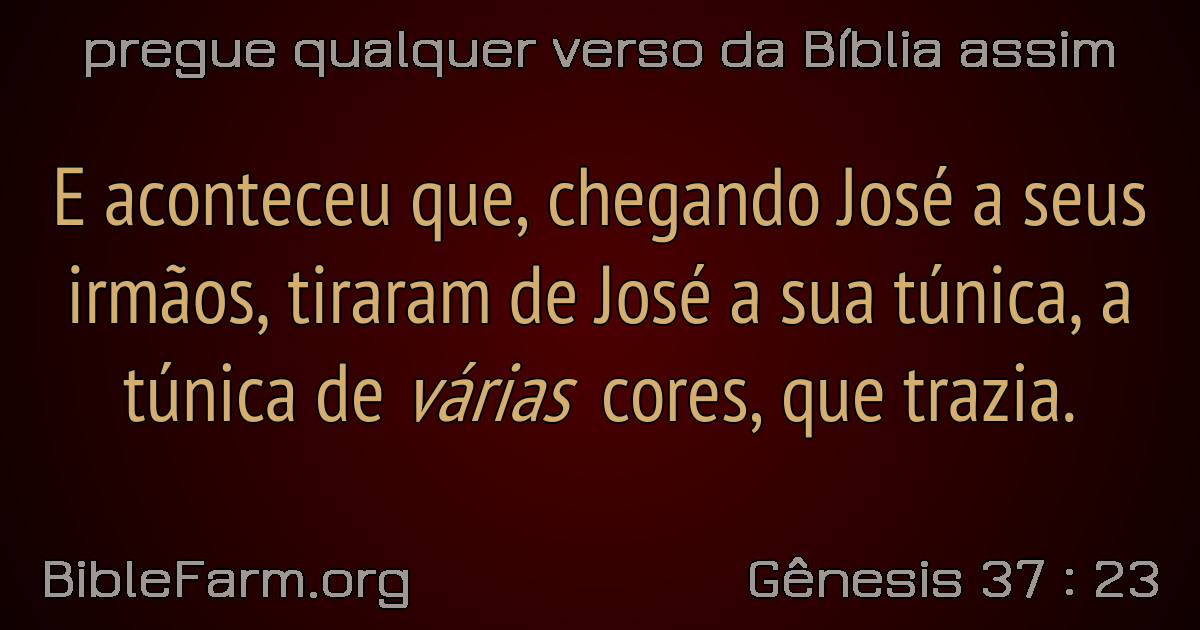 pregue qualquer verso da Bíblia assim
E aconteceu que, chegando José a seus
irmãos, tiraram de José a sua túnica, a
túnica de várias cores, que trazia.
BibleFarm.org
Gênesis 37 : 23